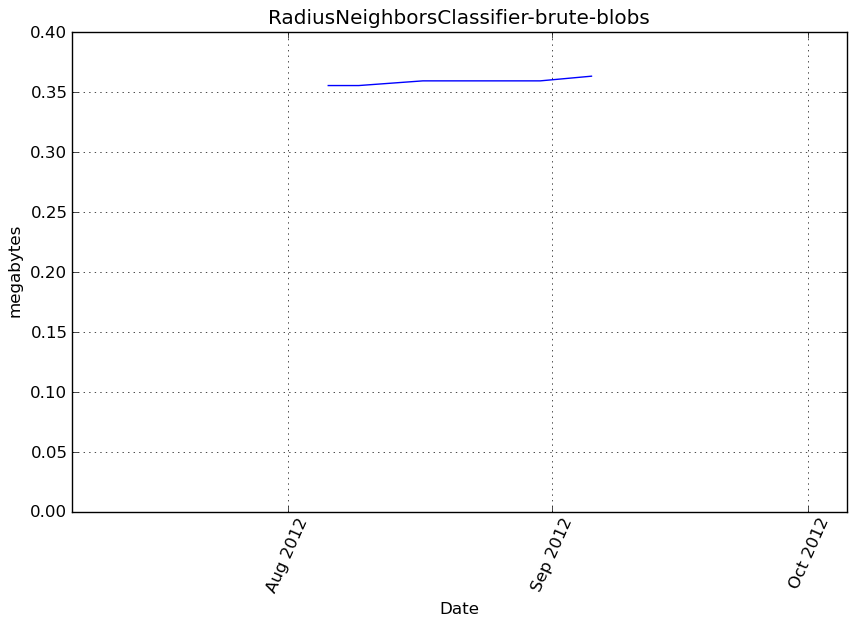 RadiusNeighborsClassifier-brute-blobs
0.40
0.35
0.30
0.25
0.20
0.15
0.10
0.05
0.00
megabytes
Aug 2012
Sep 2012
Oct 2012
Date